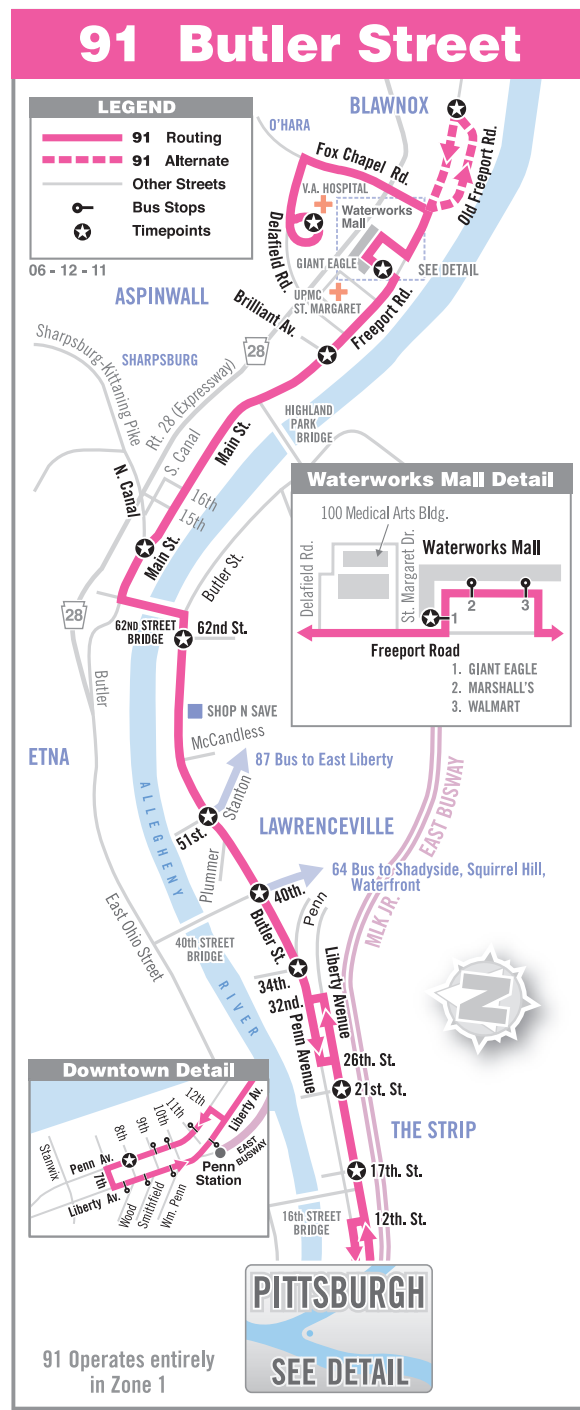 91 Butler Street
LEGEND
91 Routing
91 Alternate
Other Streets
Bus Stops
Timepoints
06 - 12 - 11
BLAWNOX
O'HARA
Fox Chapel Rd.
Old Freeport Rd.
V.A. HOSPITAL
Waterworks
Mall
Delafield Rd.
GIANT EAGLE
SEE DETAIL
UPMC
ST. MARGARET
Freeport Rd.
ASPINWALL
Brilliant Av.
SHARPSBURG
28
Sharpsburg-Kittaning Pike
Rt. 28 (Expressway)
HIGHLAND
PARK
BRIDGE
S. Canal
Main St.
N. Canal
16th
15th
Main St.
Butler St.
28
62ND STREET
BRIDGE
62nd St.
Butler
Waterworks Mall Detail
100 Medical Arts Bldg.
Delafield Rd.
St. Margaret Dr.
Waterworks Mall
1
2
3
Freeport Road
1. GIANT EAGLE
2. MARSHALL'S
3. WALMART
SHOP N SAVE
McCandless
ETNA
87 Bus to East Liberty
Stanton
ALLEGHENY
51st.
LAWRENCEVILLE
EAST BUSWAY
Plummer
64 Bus to Shadyside, Squirrel Hill,
Waterfront
40th.
MLK JR.
Penn
East Ohio Street
Butler St.
40th STREET
BRIDGE
RIVER
34th.
32nd.
Liberty Avenue
Penn Avenue
N
26th. St.
21st. St.
THE STRIP
17th. St.
16th STREET
BRIDGE
12th. St.
Downtown Detail
12th
11th
10th
9th
8th
Stanwix
Penn Av.
7th
Liberty Av.
Liberty Av.
EAST
BUSWAY
Penn
Station
Wood
Smithfield
Wm. Penn
PITTSBURGH
SEE DETAIL
91 Operates entirely
in Zone 1